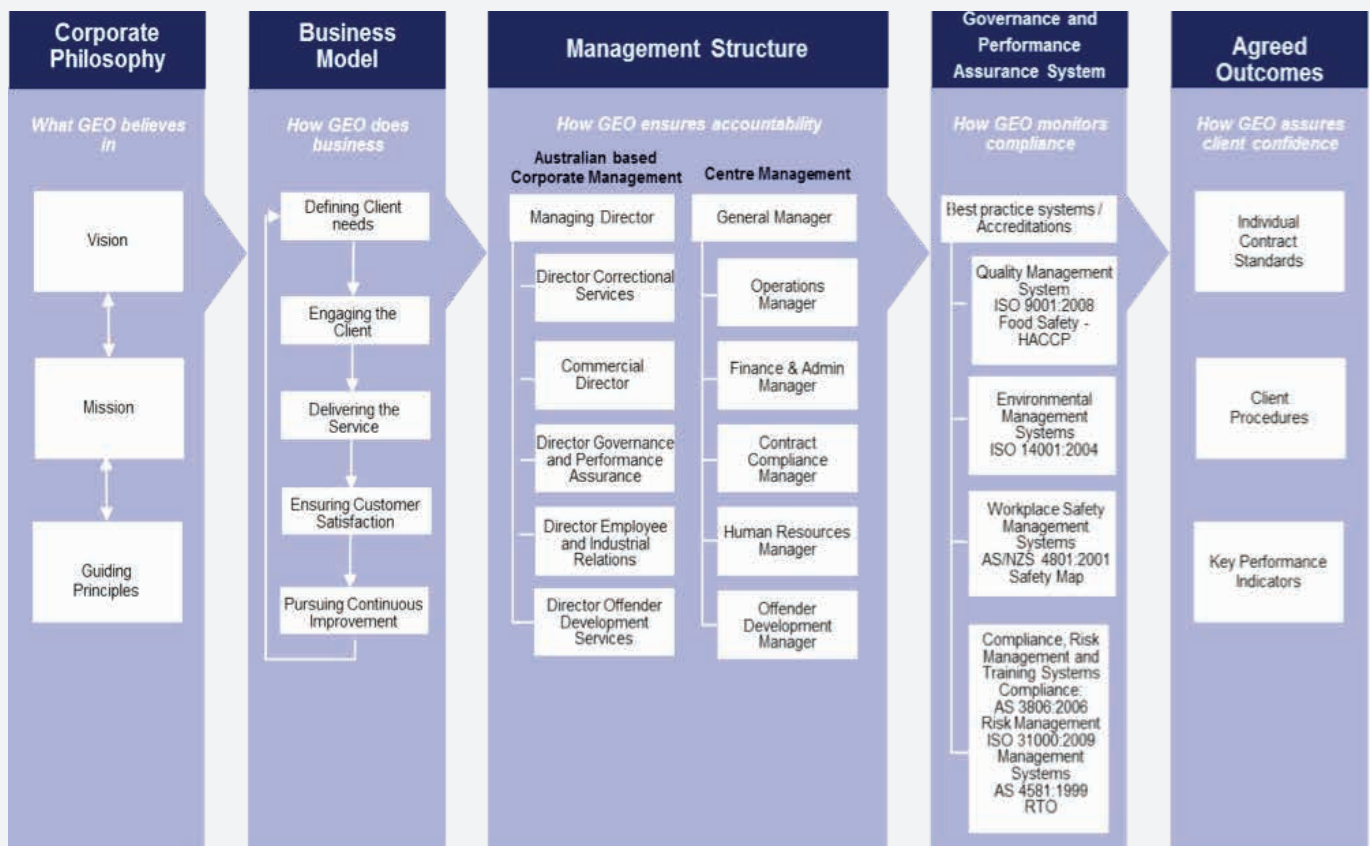 Corporate
Philosophy
What GEO believes
in
Vision
Mission
Guiding
Principles
Business
Model
How GEO does
business
Defining Client
needs
Engaging the
Client
Delivering the
Service
Ensuring Customer
Satisfaction
Pursuing Continuous
Improvement
Management Structure
How GEO ensures accountability
Australian based
Corporate Management
Managing Director
Director Correctional
Services
Commercial
Director
Director Governance
and Performance
Assurance
Director Employee
and Industrial
Relations
Director Offender
Development
Services
Centre Management
General Manager
Operations
Manager
Finance & Admin
Manager
Contract
Compliance
Manager
Human Resources
Manager
Offender
Development
Manager
Governance and
Performance
Assurance System
How GEO monitors
compliance
Best practice systems /
Accreditations
Quality Management
System
ISO 9001:2008
Food Safety -
HACCP
Environmental
Management
Systems
ISO 14001:2004
Workplace Safety
Management
Systems
AS/NZS 4801:2001
Safety Map
Compliance, Risk
Management and
Training Systems
Compliance:
AS 3806:2006
Risk Management
ISO 31000:2009
Management
Systems
AS 4581:1999
RTO
Agreed
Outcomes
How GEO assures
client confidence
Individual
Contract
Standards
Client
Procedures
Key Performance
Indicators